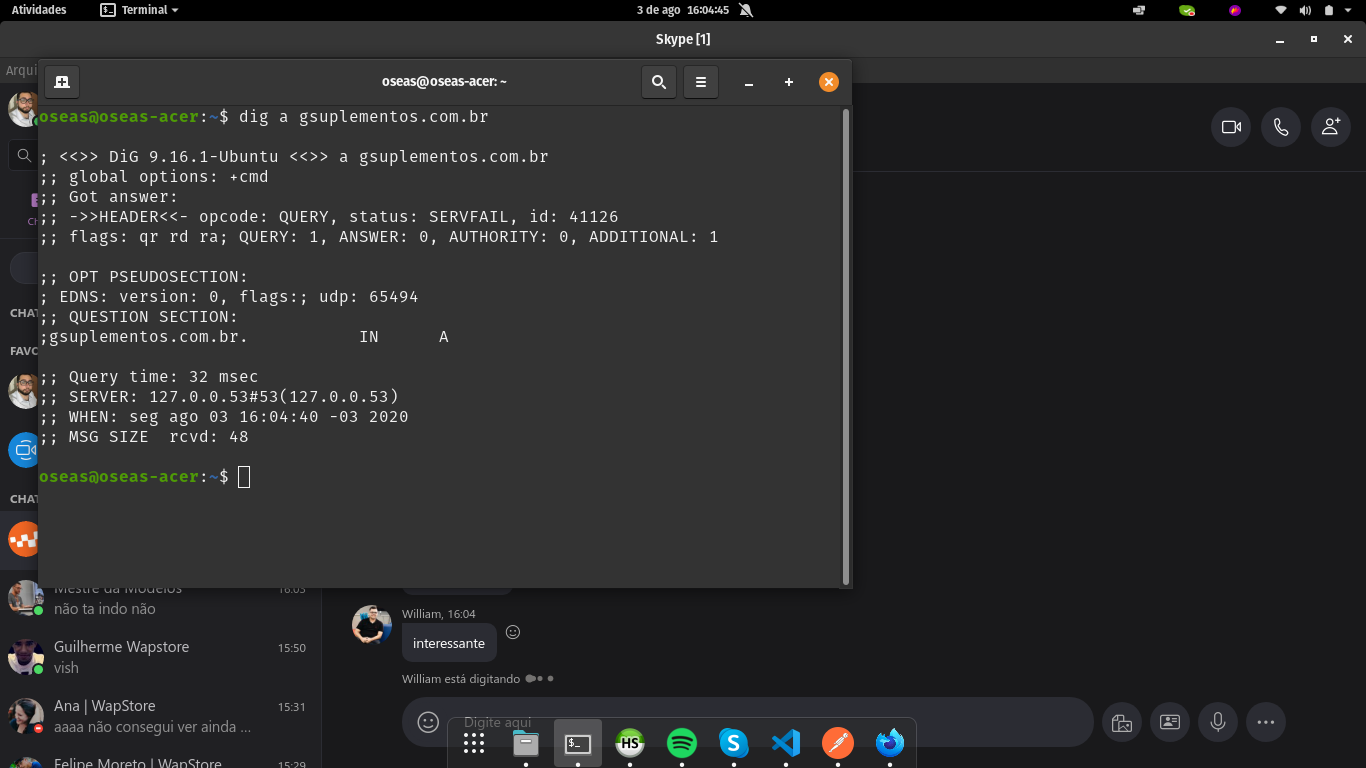 Atividades
Terminal
3 de ago 16:04:45
Skype [1]
Arqui
oseas@oseas-acer: ~
oseas@oseas-acer:~$ dig a gsuplementos.com.br
; <<>> DiG 9.16.1-Ubuntu <<>> a gsuplementos.com.br
;; global options: +cmd
;; Got answer:
;; ->>HEADER<<- opcode: QUERY, status: SERVFAIL, id: 41126
;; flags: qr rd ra; QUERY: 1, ANSWER: 0, AUTHORITY: 0, ADDITIONAL: 1
;; OPT PSEUDOSECTION:
; EDNS: version: 0, flags:; udp: 65494
;; QUESTION SECTION:
;gsuplementos.com.br. IN A
;; Query time: 32 msec
;; SERVER: 127.0.0.53#53(127.0.0.53)
;; WHEN: seg ago 03 16:04:40 -03 2020
;; MSG SIZE rcvd: 48
oseas@oseas-acer:~$
CHAT
FAVO
CHAT
Mestre da Modelos 16:03
não ta indo não
Guilherme Wapstore 15:50
vish
Ana | WapStore 15:31
aaaa não consegui ver ainda ...
Felipe Moreto | WapStore 15:29
William, 16:04
interessante
William está digitando
Digite aqui
HS